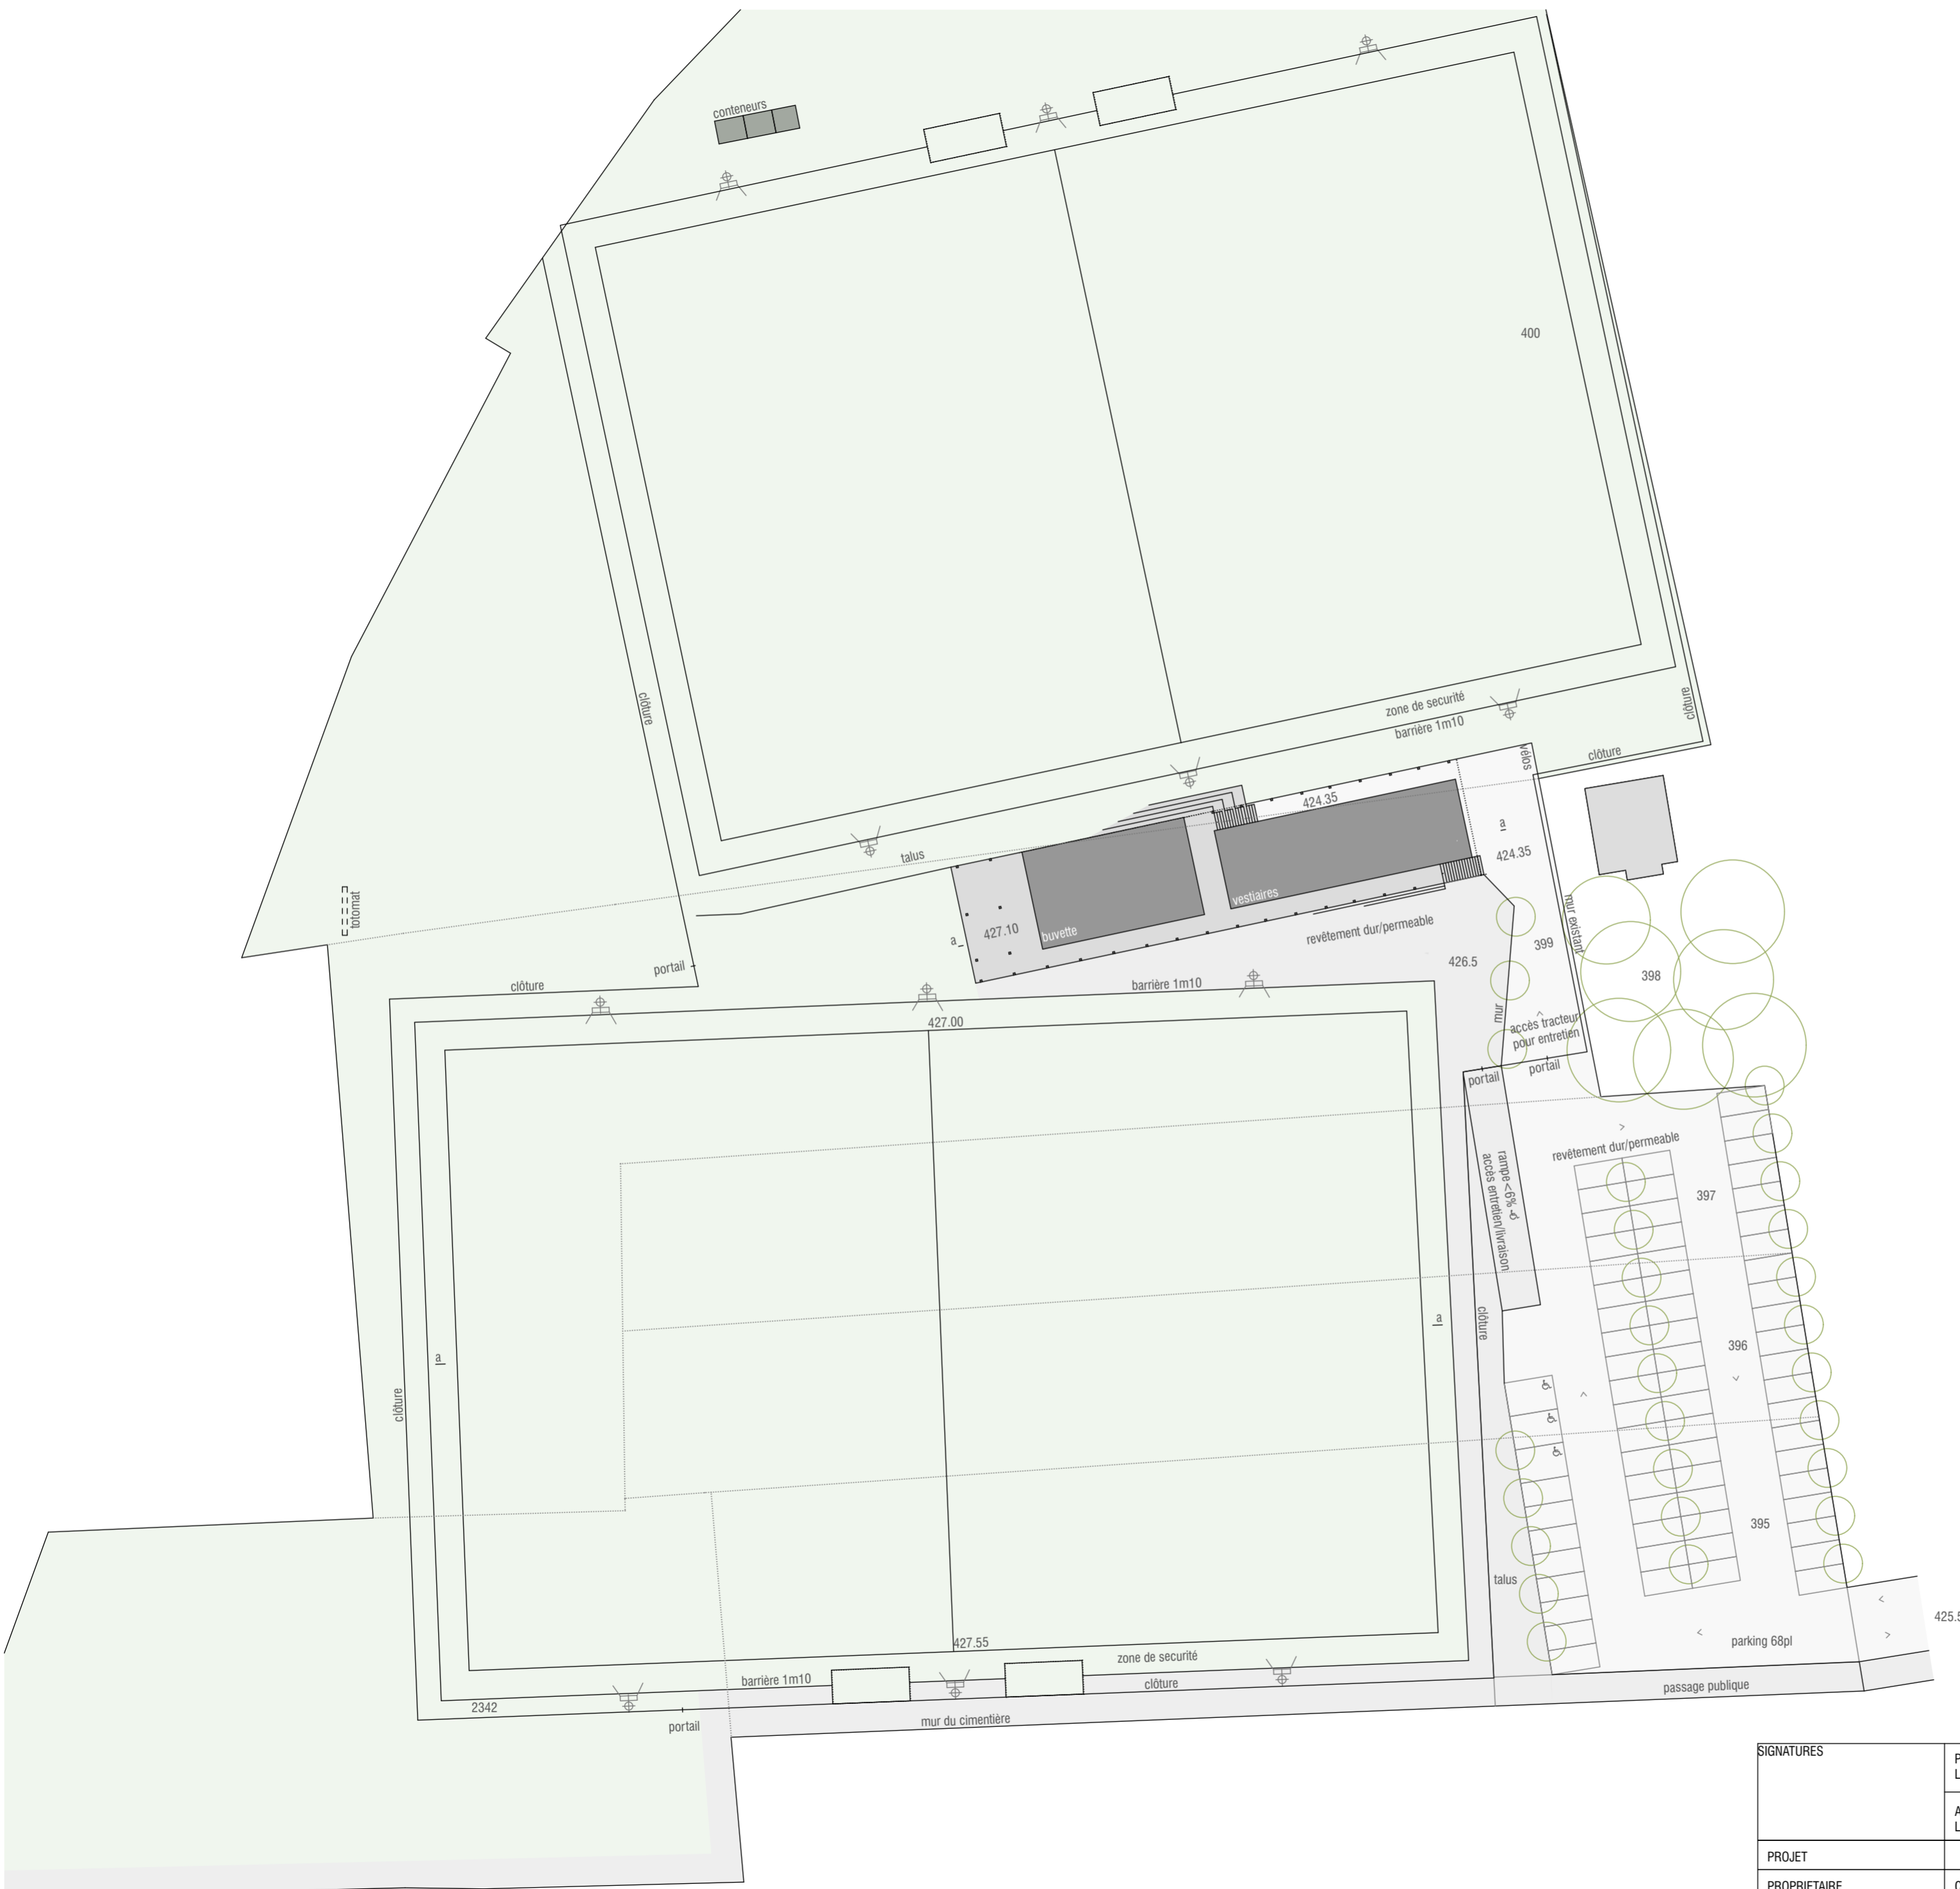 conteneurs
400
clôture
zone de securité
barrière 1m10
clôture
vélos
clôture
424.35
talus
a
424.35
totomat
vestiaires
buvette
427.10
a
revêtement dur/permeable
mur existant
399
426.5
398
portail
clôture
barrière 1m10
mur
427.00
accès tracteur
pour entretien
portail
portail
revêtement dur/permeable
rampe <6%
accès entretien/livraison
397
clôture
a
396
a
clôture
395
talus
425.5
parking 68pl
427.55
zone de securité
barrière 1m10
clôture
passage publique
2342
portail
mur du cimentière
SIGNATURES
P
L
A
L
PROJET
PROPRIETAIRE